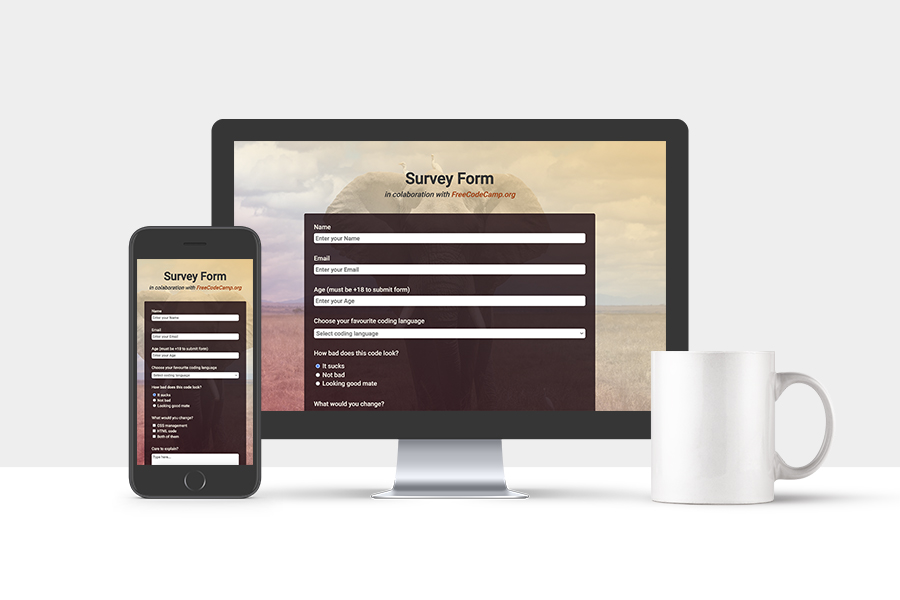 Survey Form
in colaboration with FreeCodeCamp.org
Name
Enter your Name
Email
Enter your Email
Age (must be +18 to submit form)
Enter your Age
Choose your favourite coding language
Select coding language
How bad does this code look?
It sucks
Not bad
Looking good mate
What would you change?
Survey Form
in colaboration with FreeCodeCamp.org
Name
Enter your Name
Email
Enter your Email
Age (must be +18 to submit form)
Enter your Age
Choose your favourite coding language
Select coding language
How bad does this code look?
It sucks
Not bad
Looking good mate
What would you change?
CSS management
HTML code
Both of them
Care to explain?
Type here...